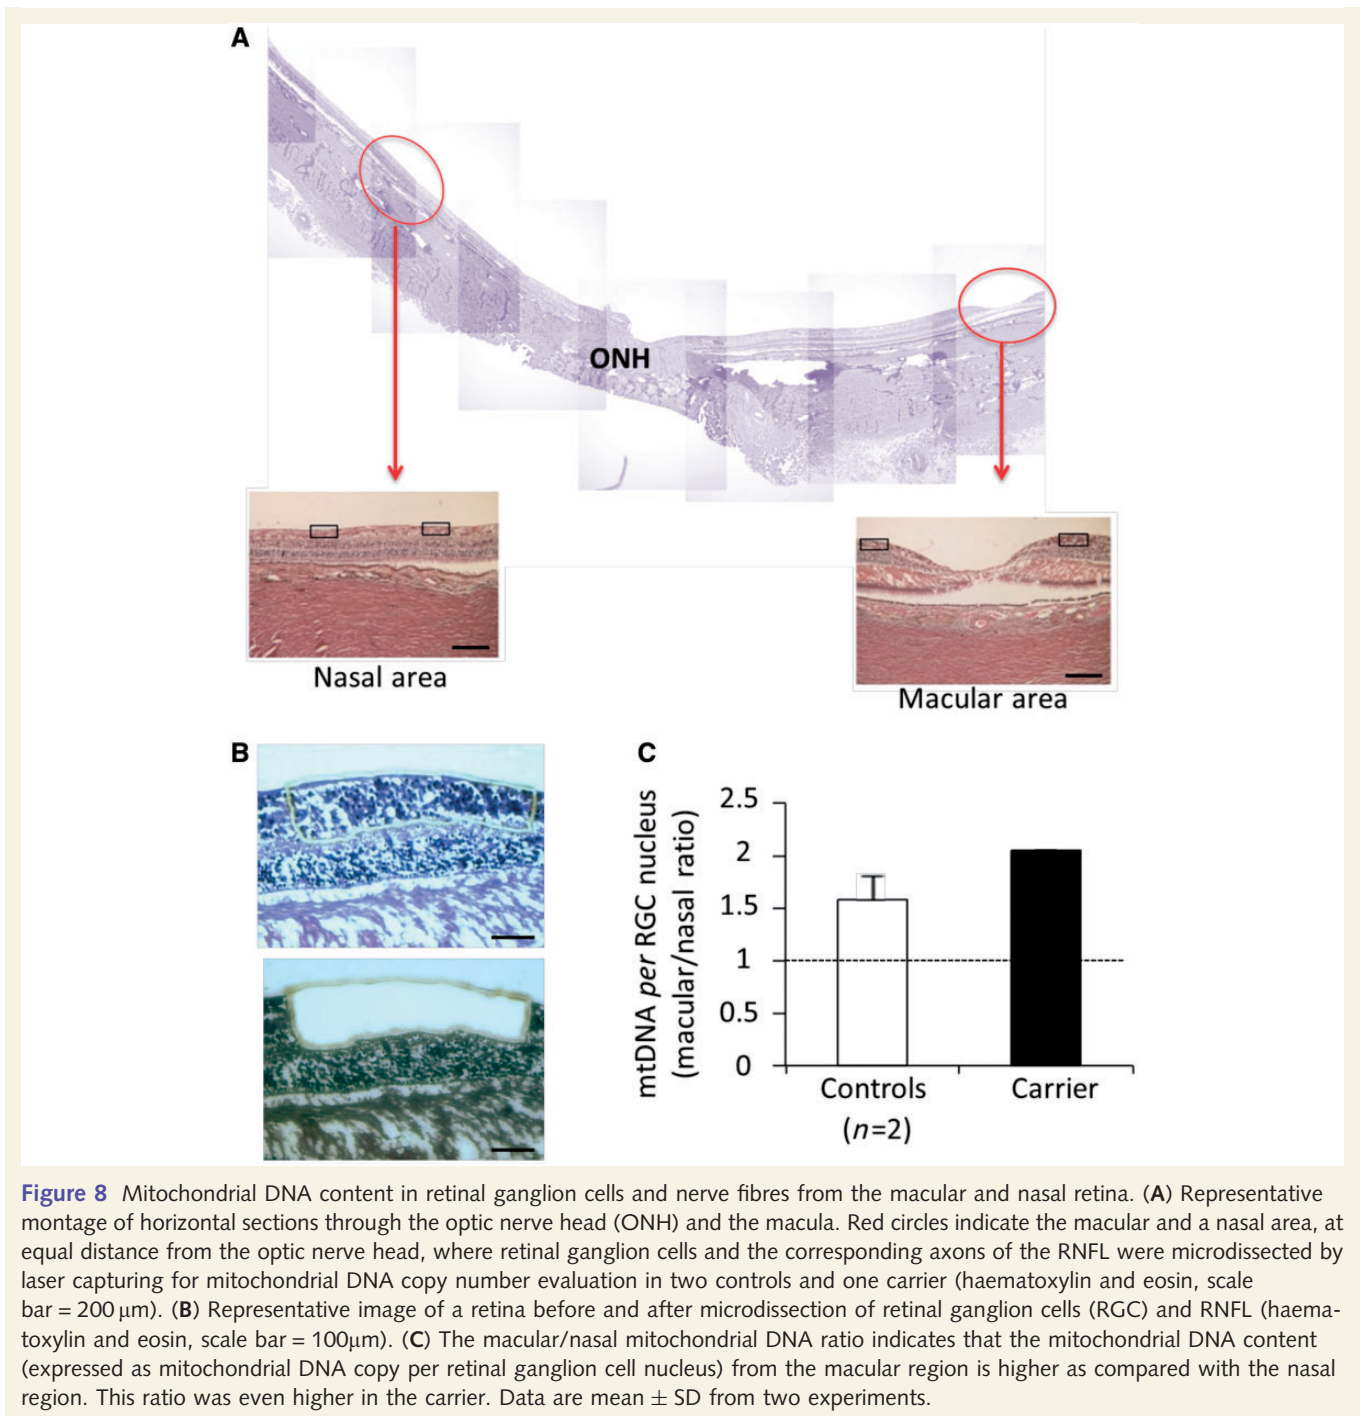 A
ONH
Nasal area
Macular area
B
C
mtDNA per RGC nucleus
(macular/nasal ratio)
2.5
2
1.5
1
0.5
0
Controls
(n=2)
Carrier
Figure 8 Mitochondrial DNA content in retinal ganglion cells and nerve fibres from the macular and nasal retina. (A) Representative
montage of horizontal sections through the optic nerve head (ONH) and the macula. Red circles indicate the macular and a nasal area, at
equal distance from the optic nerve head, where retinal ganglion cells and the corresponding axons of the RNFL were microdissected by
laser capturing for mitochondrial DNA copy number evaluation in two controls and one carrier (haematoxylin and eosin, scale
bar = 200 μm). (B) Representative image of a retina before and after microdissection of retinal ganglion cells (RGC) and RNFL (haema-
toxylin and eosin, scale bar = 100μm). (C) The macular/nasal mitochondrial DNA ratio indicates that the mitochondrial DNA content
(expressed as mitochondrial DNA copy per retinal ganglion cell nucleus) from the macular region is higher as compared with the nasal
region. This ratio was even higher in the carrier. Data are mean ± SD from two experiments.